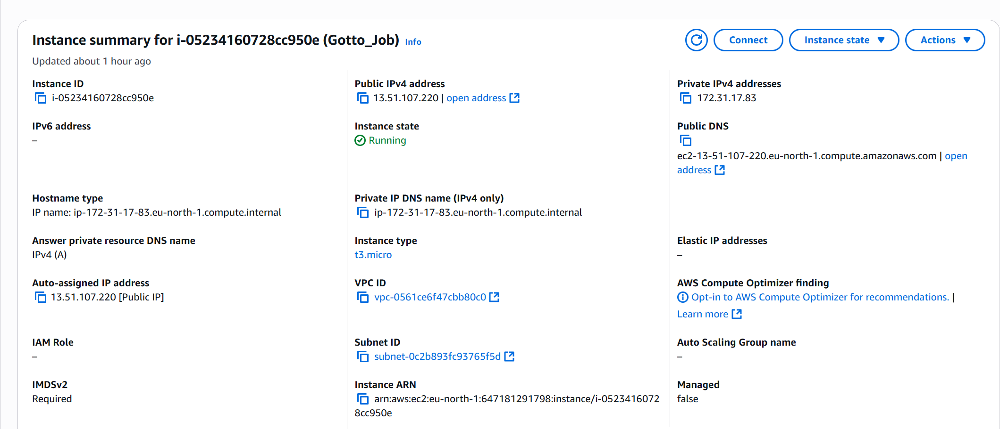 Instance summary for i-05234160728cc950e (Gotto_Job) Info
Connect
Instance state
Actions
Updated about 1 hour ago
Instance ID
i-05234160728cc950e
Public IPv4 address
13.51.107.220 | open address
Private IPv4 addresses
172.31.17.83
IPv6 address
–
Instance state
Running
Public DNS
ec2-13-51-107-220.eu-north-1.compute.amazonaws.com | open
address
Hostname type
IP name: ip-172-31-17-83.eu-north-1.compute.internal
Private IP DNS name (IPv4 only)
ip-172-31-17-83.eu-north-1.compute.internal
Answer private resource DNS name
IPv4 (A)
Instance type
t3.micro
Elastic IP addresses
–
Auto-assigned IP address
13.51.107.220 [Public IP]
VPC ID
vpc-0561ce6f47cbb80c0
AWS Compute Optimizer finding
Opt-in to AWS Compute Optimizer for recommendations. |
Learn more
IAM Role
–
Subnet ID
subnet-0c2b893fc93765f5d
Auto Scaling Group name
–
IMDSv2
Required
Instance ARN
arn:aws:ec2:eu-north-1:647181291798:instance/i-0523416072
8cc950e
Managed
false